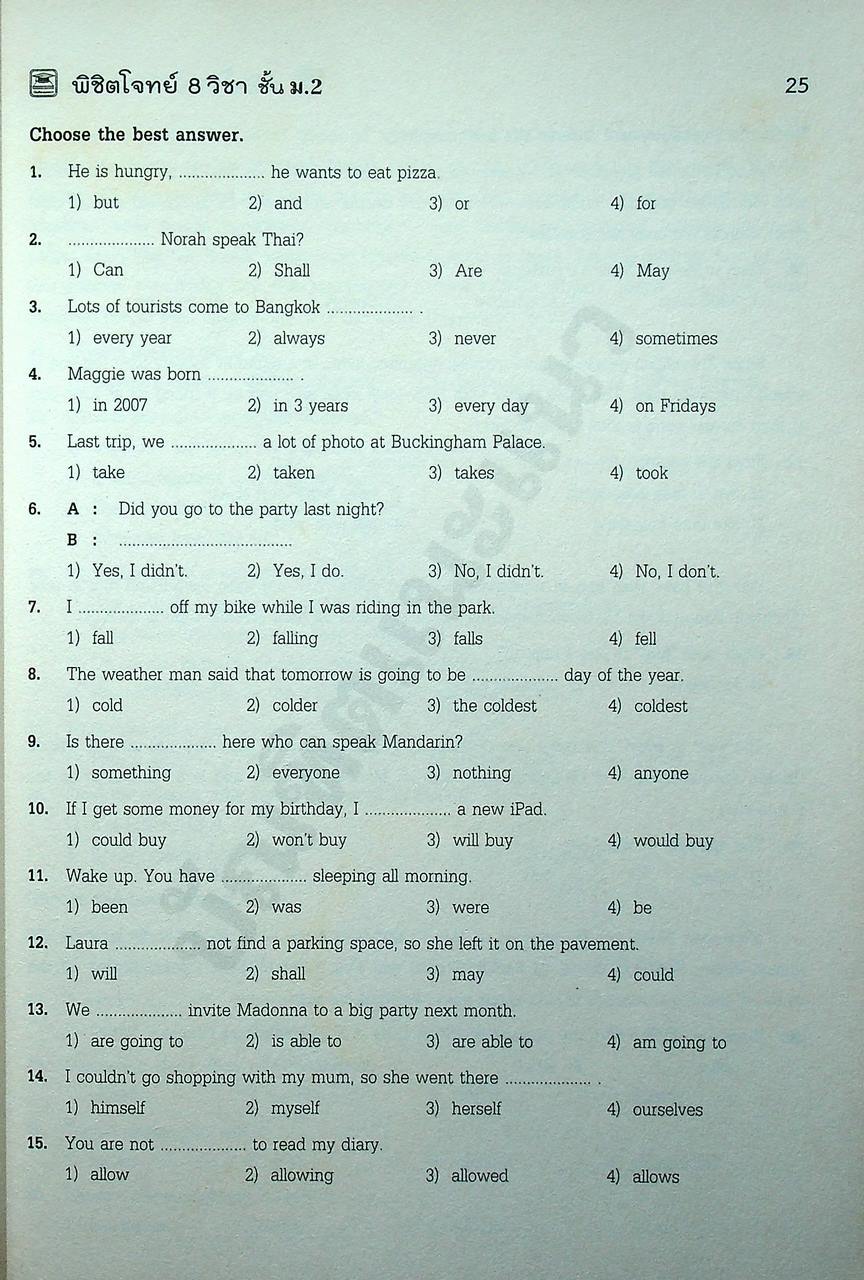 พิชิตโจทย์ 8 วิชา ชั้น ม.2 25
Choose the best answer.
1. He is hungry, .................... he wants to eat pizza.
1) but 2) and 3) or 4) for
2. .................... Norah speak Thai?
1) Can 2) Shall 3) Are 4) May
3. Lots of tourists come to Bangkok .................... .
1) every year 2) always 3) never 4) sometimes
4. Maggie was born .................... .
1) in 2007 2) in 3 years 3) every day 4) on Fridays
5. Last trip, we .................... a lot of photo at Buckingham Palace.
1) take 2) taken 3) takes 4) took
6. A : Did you go to the party last night?
B : ........................................
1) Yes, I didn't. 2) Yes, I do. 3) No, I didn't. 4) No, I don't.
7. I .................... off my bike while I was riding in the park.
1) fall 2) falling 3) falls 4) fell
8. The weather man said that tomorrow is going to be .................... day of the year.
1) cold 2) colder 3) the coldest 4) coldest
9. Is there .................... here who can speak Mandarin?
1) something 2) everyone 3) nothing 4) anyone
10. If I get some money for my birthday, I .................... a new iPad.
1) could buy 2) won't buy 3) will buy 4) would buy
11. Wake up. You have .................... sleeping all morning.
1) been 2) was 3) were 4) be
12. Laura .................... not find a parking space, so she left it on the pavement.
1) will 2) shall 3) may 4) could
13. We .................... invite Madonna to a big party next month.
1) are going to 2) is able to 3) are able to 4) am going to
14. I couldn't go shopping with my mum, so she went there .................... .
1) himself 2) myself 3) herself 4) ourselves
15. You are not .................... to read my diary.
1) allow 2) allowing 3) allowed 4) allows